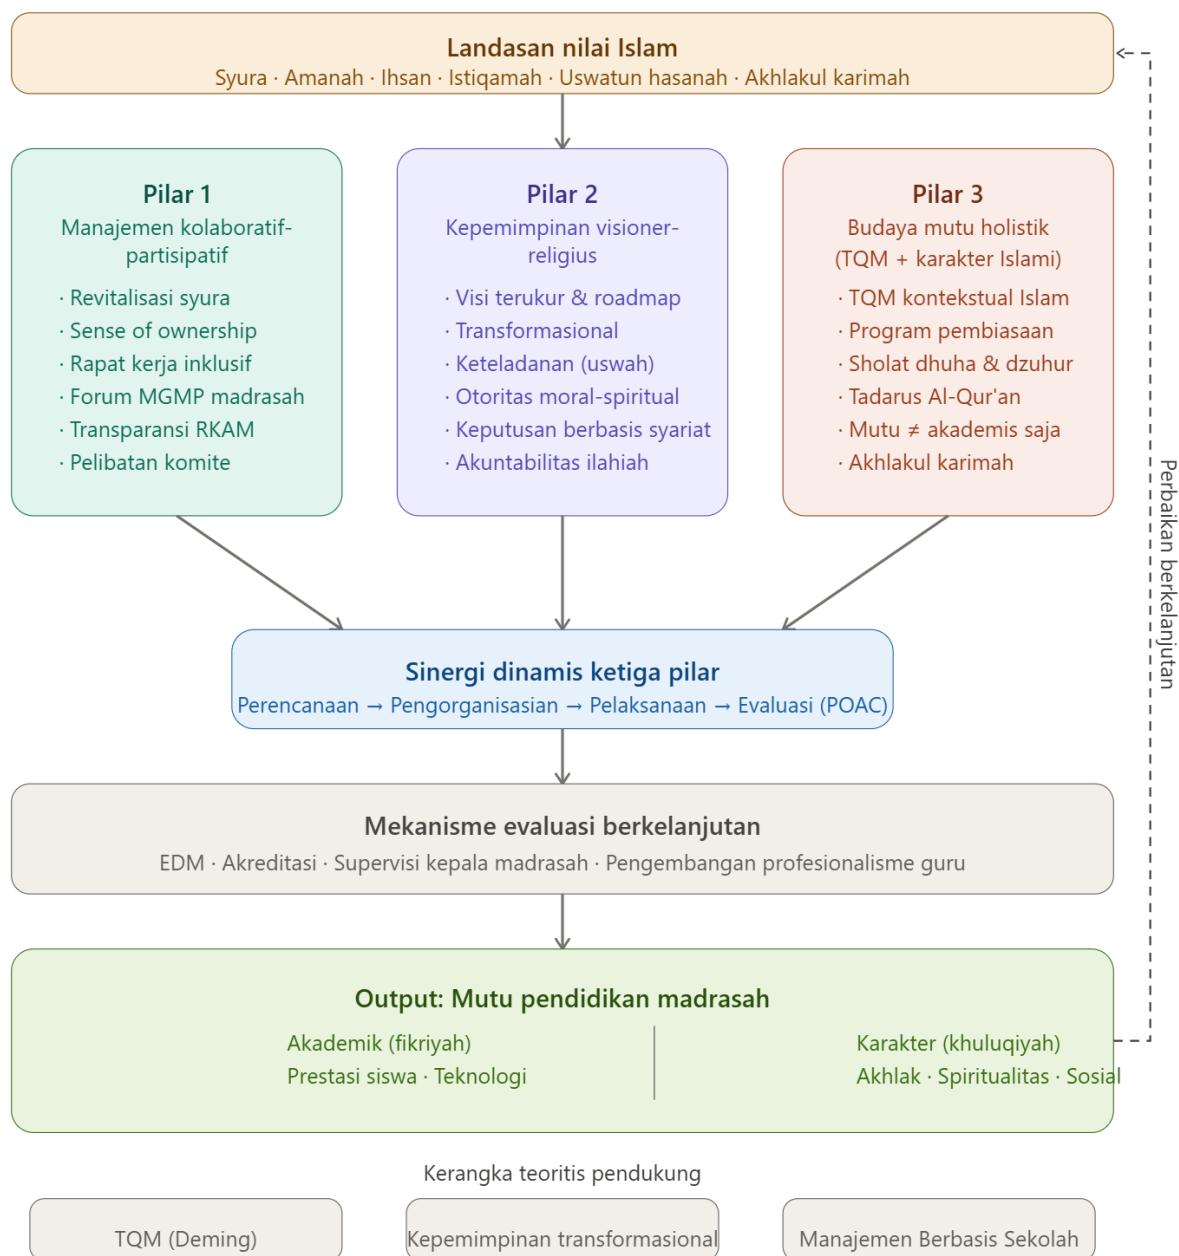 Landasan nilai Islam
Syura · Amanah · Ihsan · Istiqamah · Uswatun hasanah · Akhlakul karimah
Pilar 1
Manajemen kolaboratif-
partisipatif
· Revitalisasi syura
· Sense of ownership
· Rapat kerja inklusif
· Forum MGMP madrasah
· Transparansi RKAM
· Pelibatan komite
Pilar 2
Kepemimpinan visioner-
religius
· Visi terukur & roadmap
· Transformasional
· Keteladanan (uswah)
· Otoritas moral-spiritual
· Keputusan berbasis syariat
· Akuntabilitas ilahiah
Pilar 3
Budaya mutu holistik
(TQM + karakter Islami)
· TQM kontekstual Islam
· Program pembiasaan
· Sholat dhuha & dzuhur
· Tadarus Al-Qur'an
· Mutu ≠ akademis saja
· Akhlakul karimah
Perbaikan berkelanjutan
Sinergi dinamis ketiga pilar
Perencanaan → Pengorganisasian → Pelaksanaan → Evaluasi (POAC)
Mekanisme evaluasi berkelanjutan
EDM · Akreditasi · Supervisi kepala madrasah · Pengembangan profesionalisme guru
Output: Mutu pendidikan madrasah
Akademik (fikriyah)
Prestasi siswa · Teknologi
Karakter (khuluqiyah)
Akhlak · Spiritualitas · Sosial
Kerangka teoritis pendukung
TQM (Deming)
Kepemimpinan transformasional
Manajemen Berbasis Sekolah